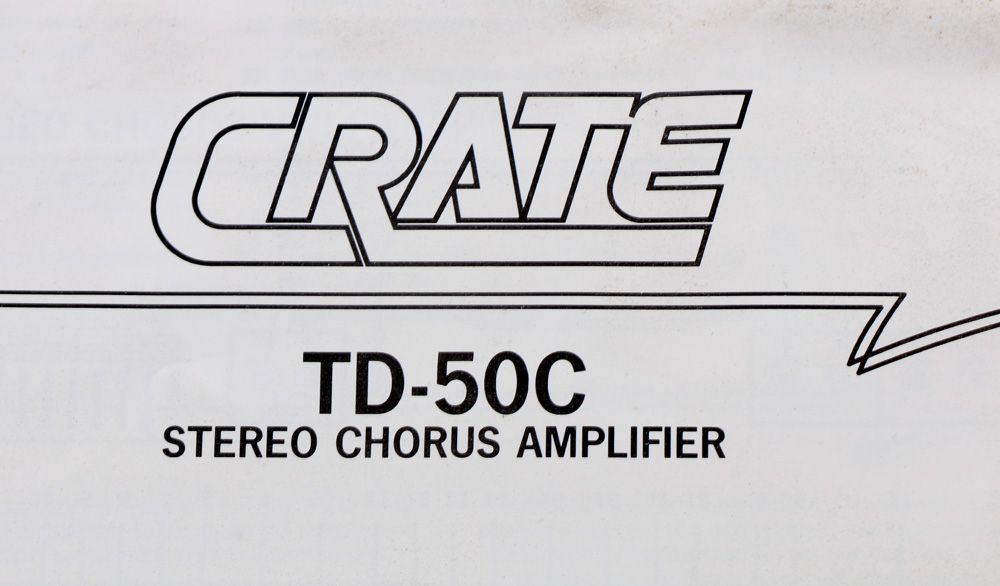 CRATE
TD-50C
STEREO CHORUS AMPLIFIER